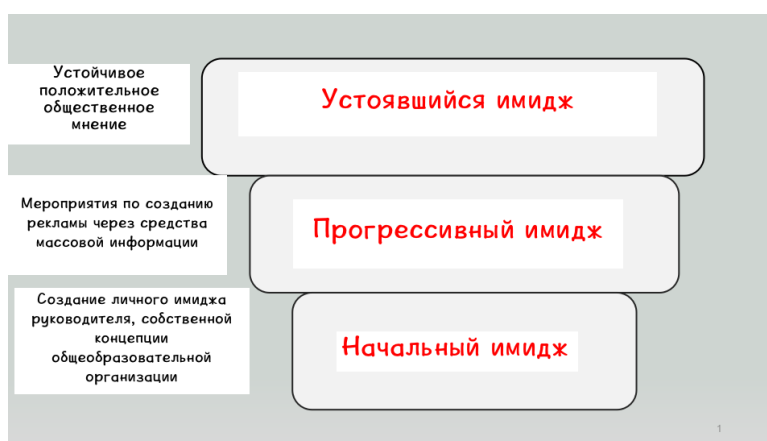 Устойчивое
положительное
общественное
мнение
Устоявшийся имидж
Мероприятия по созданию
рекламы через средства
массовой информации
Прогрессивный имидж
Создание личного имиджа
руководителя, собственной
концепции
общеобразовательной
организации
Начальный имидж
1